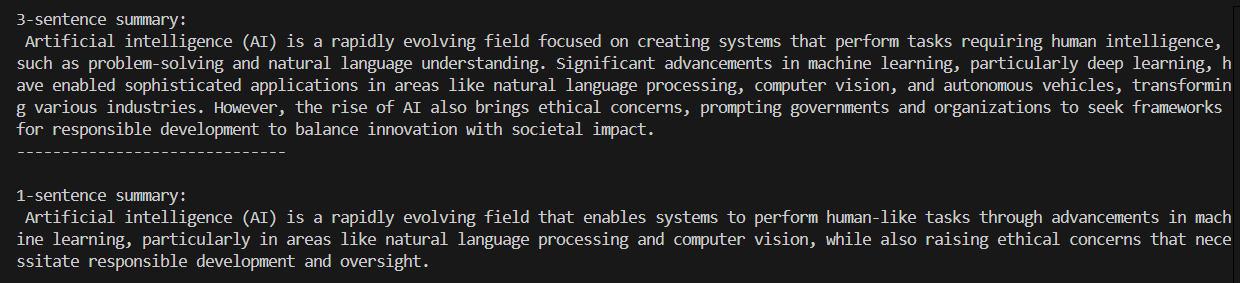 3-sentence summary:
 Artificial intelligence (AI) is a rapidly evolving field focused on creating systems that perform tasks requiring human intelligence,
such as problem-solving and natural language understanding. Significant advancements in machine learning, particularly deep learning, h
ave enabled sophisticated applications in areas like natural language processing, computer vision, and autonomous vehicles, transformin
g various industries. However, the rise of AI also brings ethical concerns, prompting governments and organizations to seek frameworks
for responsible development to balance innovation with societal impact.
------------------------------
1-sentence summary:
 Artificial intelligence (AI) is a rapidly evolving field that enables systems to perform human-like tasks through advancements in mach
ine learning, particularly in areas like natural language processing and computer vision, while also raising ethical concerns that nece
ssitate responsible development and oversight.